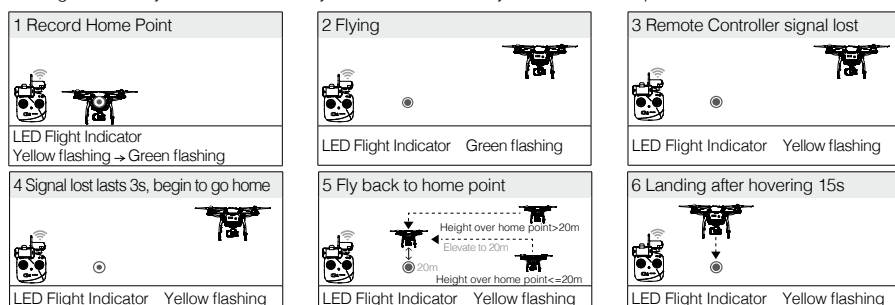 1 Record Home Point
LED Flight Indicator
Yellow flashing → Green flashing
2 Flying
LED Flight Indicator Green flashing
3 Remote Controller signal lost
LED Flight Indicator Yellow flashing
4 Signal lost lasts 3s, begin to go home
LED Flight Indicator Yellow flashing
5 Fly back to home point
Height over home point>20m
Elevate to 20m
20m
Height over home point<=20m
LED Flight Indicator Yellow flashing
6 Landing after hovering 15s
LED Flight Indicator Yellow flashing